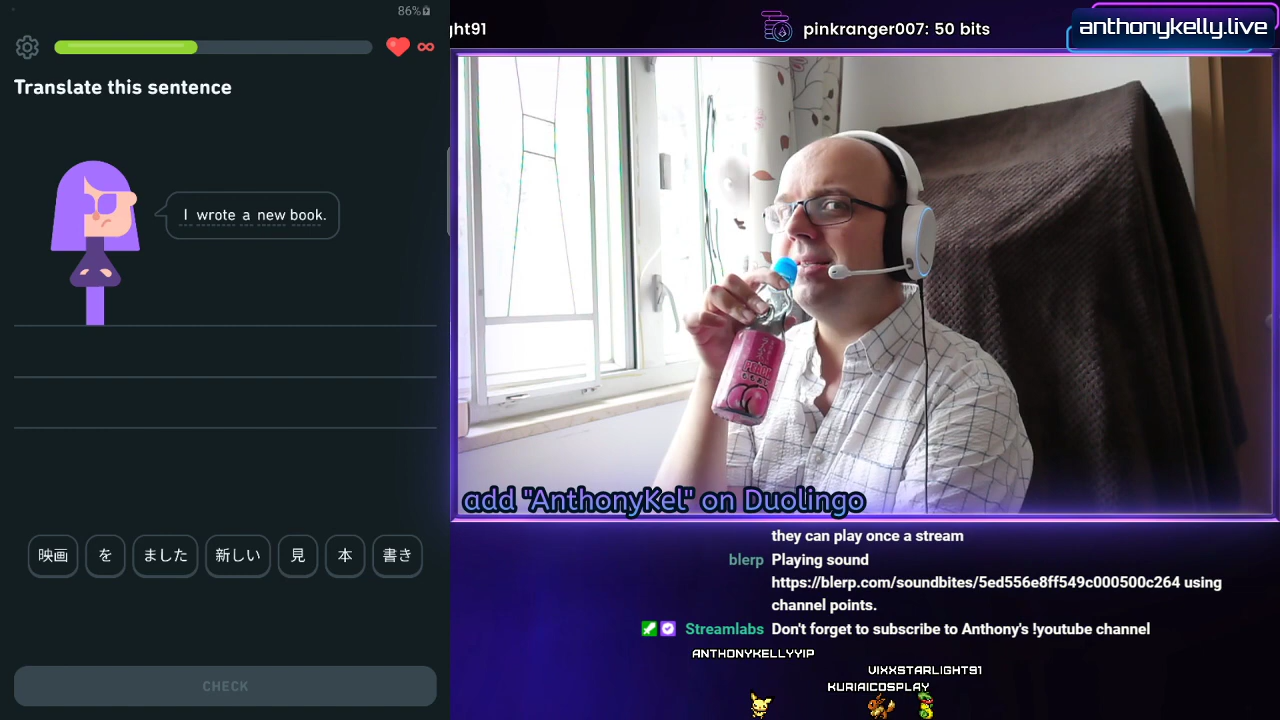 86%
ght91
pinkranger007: 50 bits
anthonykelly.live
Translate this sentence
I wrote a new book.
PEACH
add "AnthonyKel" on Duolingo
映画 を ました 新しい 見 本 書き
CHECK
they can play once a stream
blerp Playing sound
https://blerp.com/soundbites/5ed556e8ff549c000500c264 using
channel points.
Streamlabs Don't forget to subscribe to Anthony's !youtube channel
ANTHONYKELLYYIP
VIXXSTARLIGHT91
KURIAICOSPLAY